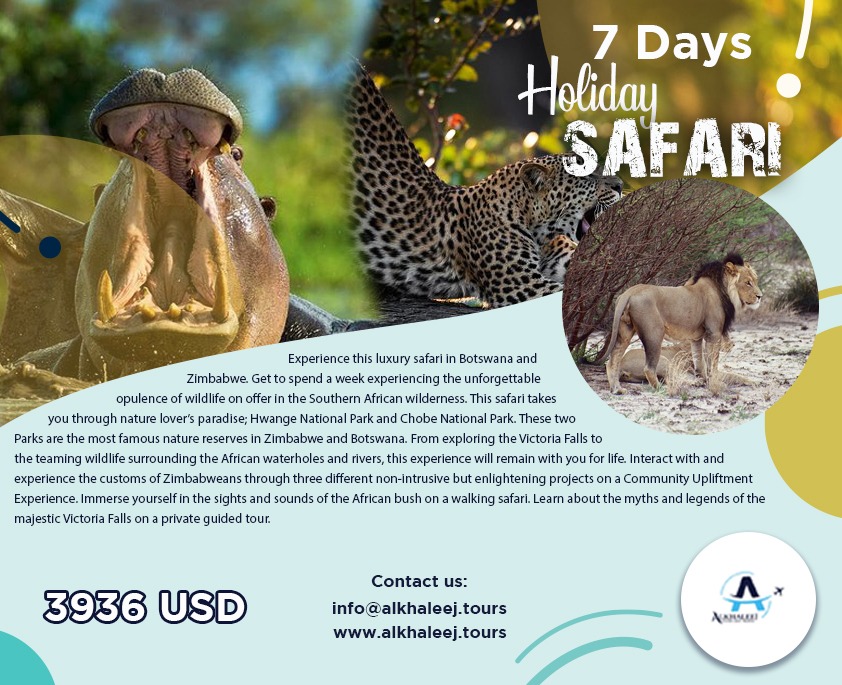 7 Days
Holiday
SAFARI
Experience this luxury safari in Botswana and
Zimbabwe. Get to spend a week experiencing the unforgettable
opulence of wildlife on offer in the Southern African wilderness. This safari takes
you through nature lover's paradise; Hwange National Park and Chobe National Park. These two
Parks are the most famous nature reserves in Zimbabwe and Botswana. From exploring the Victoria Falls to
the teaming wildlife surrounding the African waterholes and rivers, this experience will remain with you for life. Interact with and
experience the customs of Zimbabweans through three different non-intrusive but enlightening projects on a Community Upliftment
Experience. Immerse yourself in the sights and sounds of the African bush on a walking safari. Learn about the myths and legends of the
majestic Victoria Falls on a private guided tour.
3936 USD
Contact us:
info@alkhaleej.tours
www.alkhaleej.tours
ALKHALEEJ